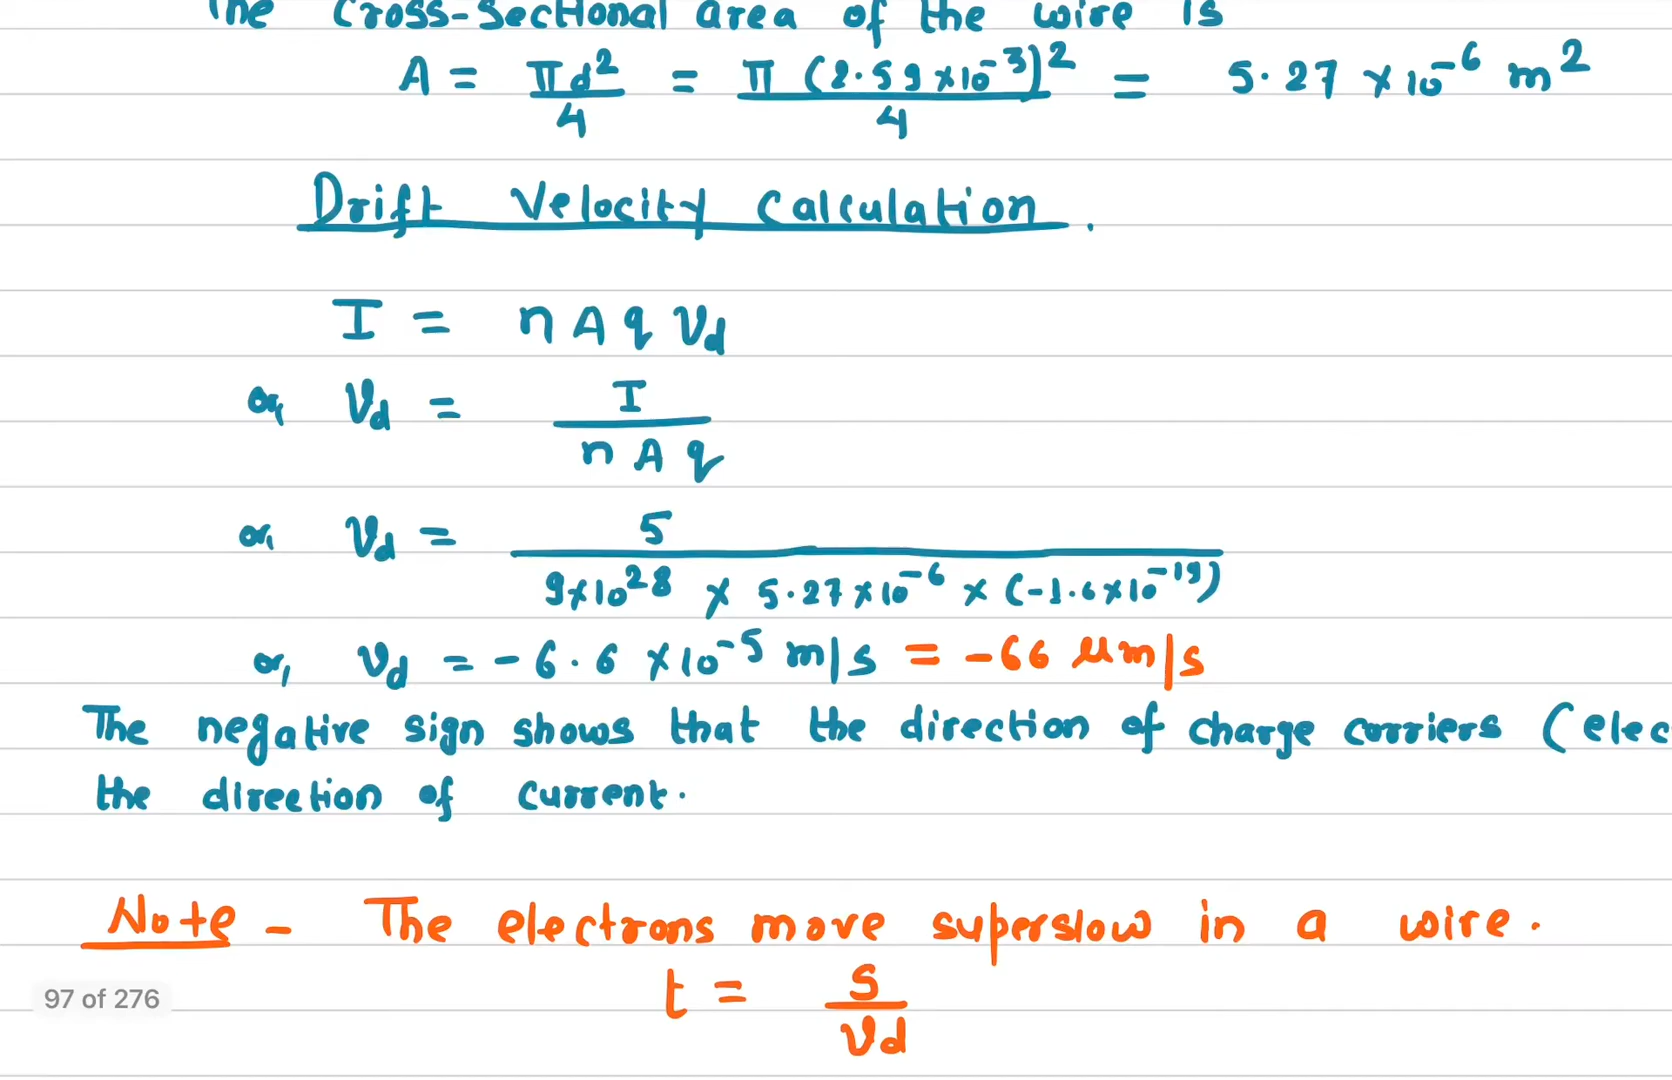 The Cross-Sectional area of the wire is
A = πd²/4 = π (2.59 × 10⁻³)²/4 = 5.27 × 10⁻⁶ m²
Drift Velocity Calculation.
I = n A q Vd
or, Vd = I/n A q
or, Vd = 5/9×10²⁸ × 5.27×10⁻⁶ × (-1.6×10⁻¹⁹)
or, Vd = -6.6 × 10⁻⁵ m/s = -66 μm/s
The negative sign shows that the direction of charge carriers (elec
the direction of current.
Note - The electrons move superslow in a wire.
t = S/Vd
97 of 276